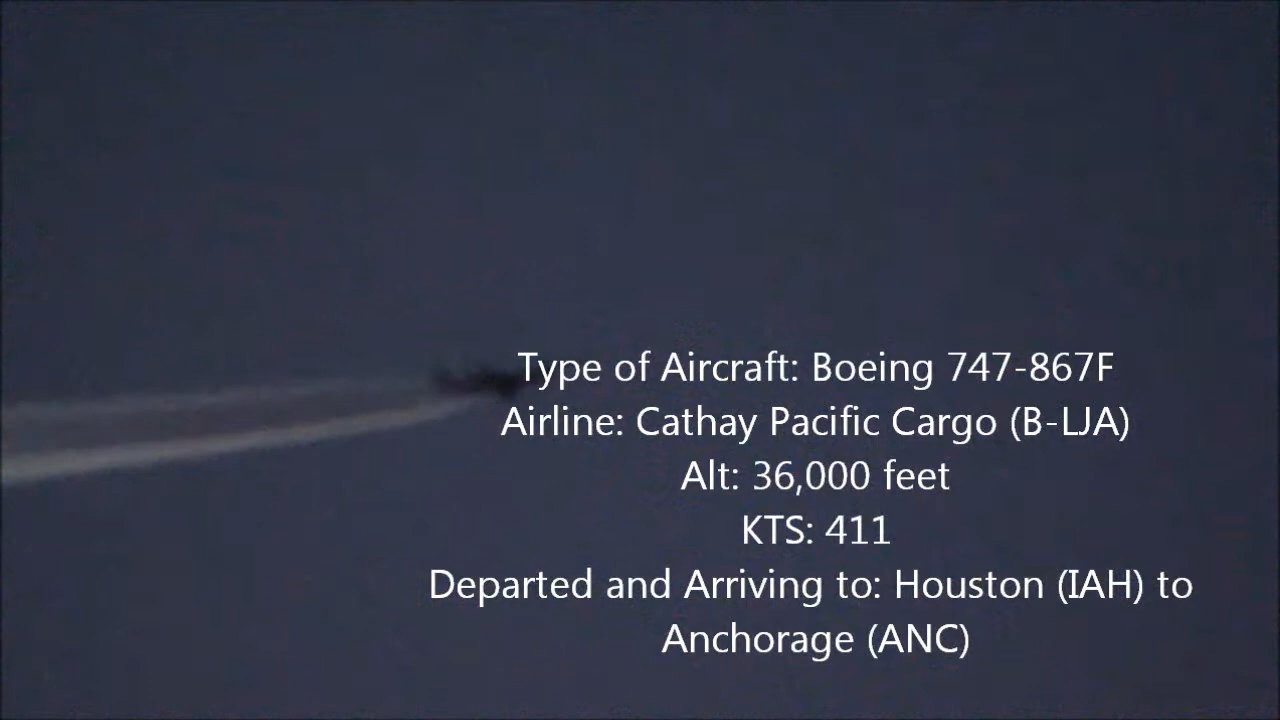 Type of Aircraft: Boeing 747-867F
Airline: Cathay Pacific Cargo (B-LJA)
Alt: 36,000 feet
KTS: 411
Departed and Arriving to: Houston (IAH) to
Anchorage (ANC)